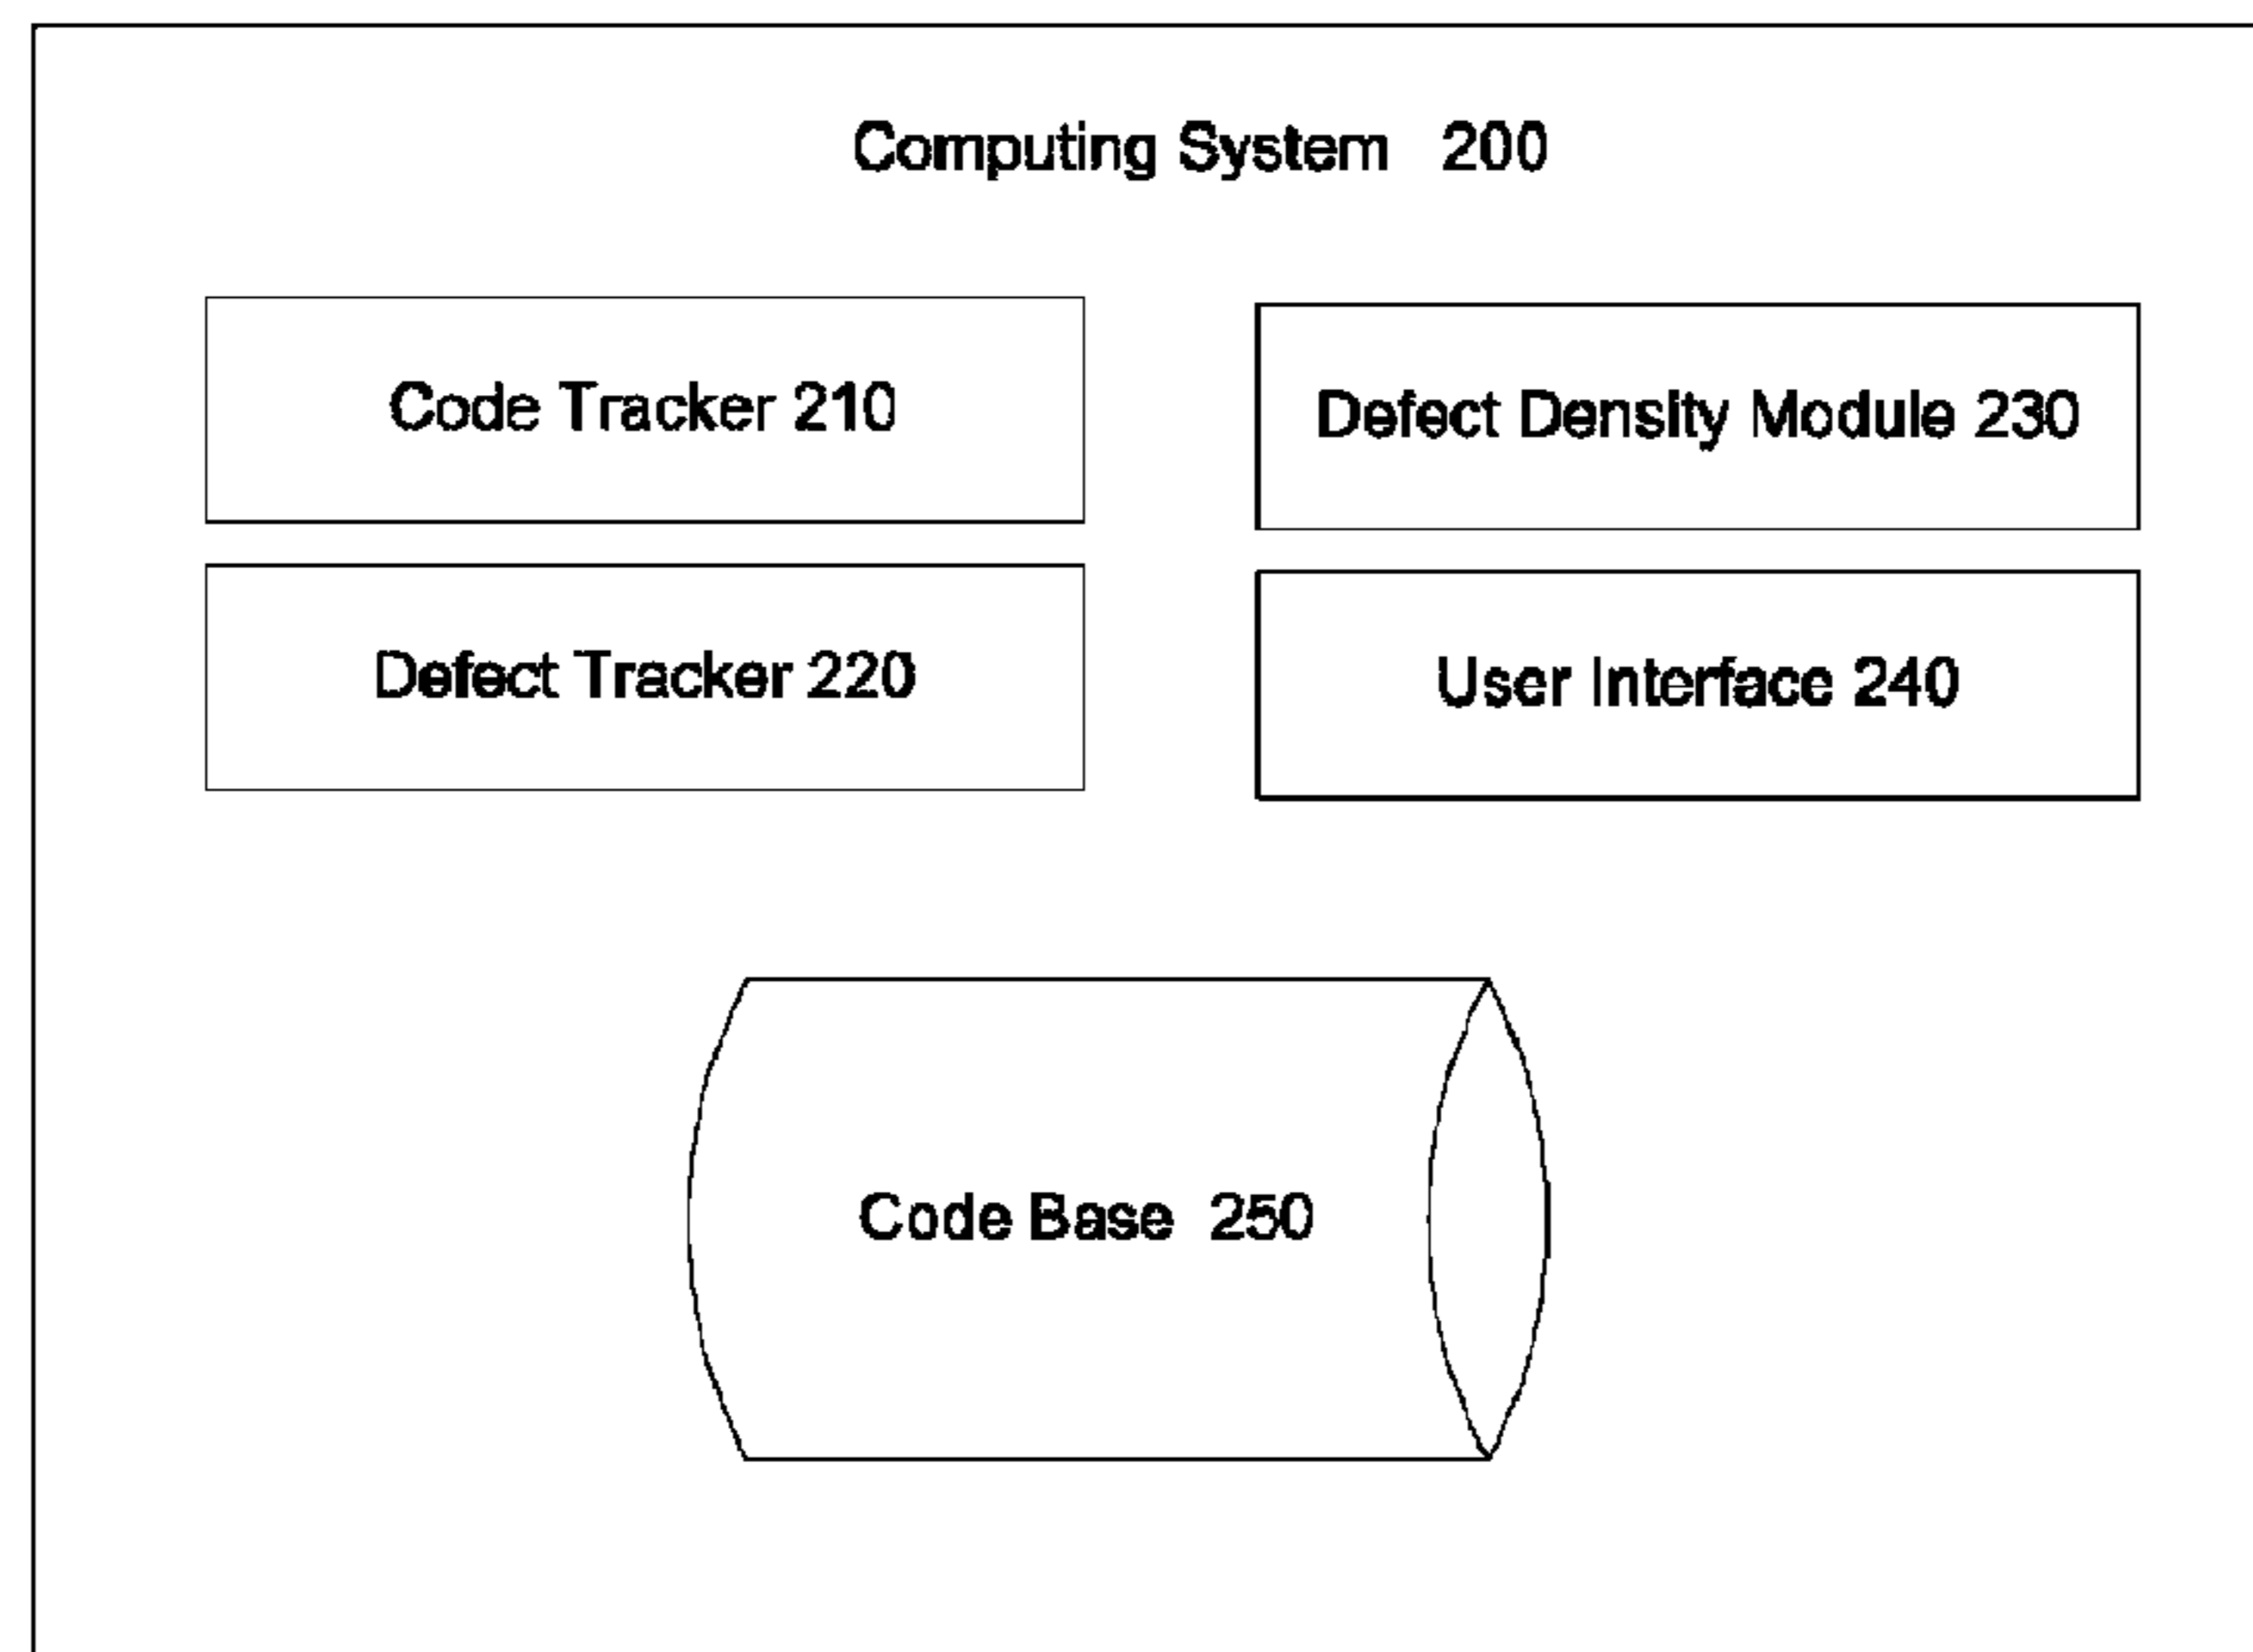 Computing System 200
Code Tracker 210
Defect Density Module 230
Defect Tracker 220
User Interface 240
Code Base 250